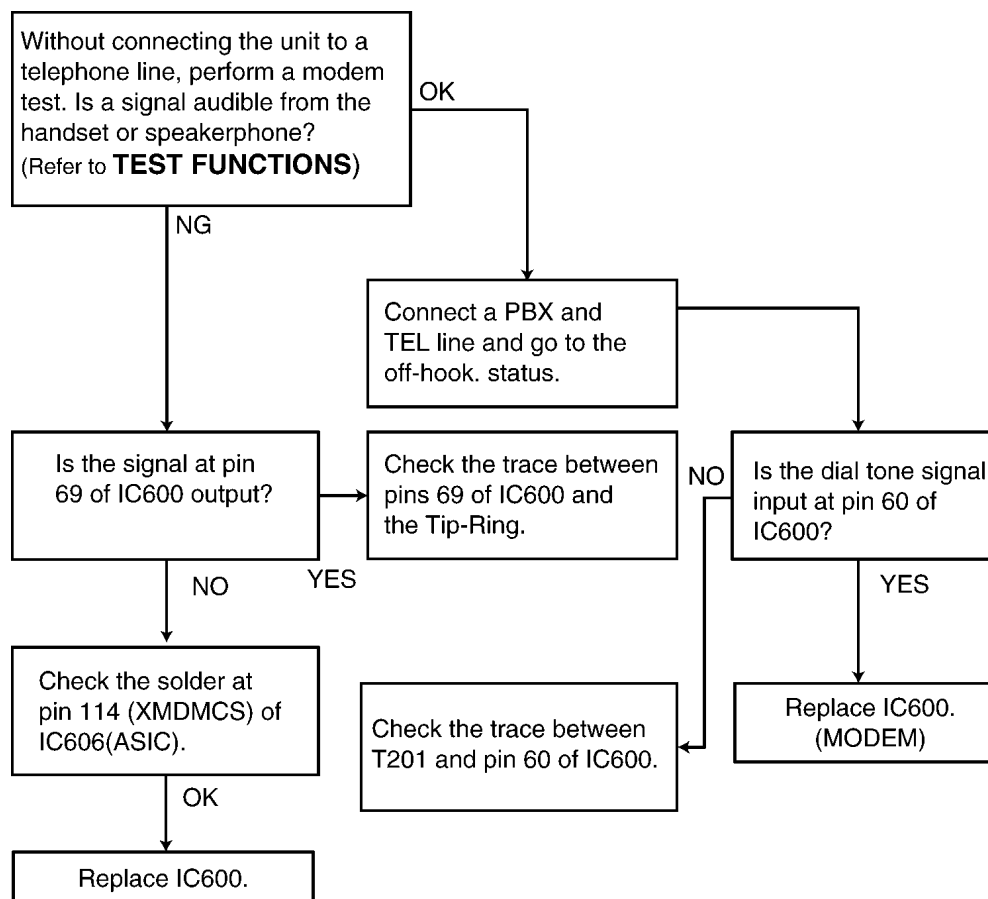 Without connecting the unit to a
telephone line, perform a modem
test. Is a signal audible from the
handset or speakerphone?
(Refer to TEST FUNCTIONS)
OK
NG
Connect a PBX and
TEL line and go to the
off-hook. status.
Is the signal at pin
69 of IC600 output?
YES
NO
Check the trace between
pins 69 of IC600 and
the Tip-Ring.
NO
Is the dial tone signal
input at pin 60 of
IC600?
YES
Check the solder at
pin 114 (XMDMCS) of
IC606(ASIC).
OK
Check the trace between
T201 and pin 60 of IC600.
Replace IC600.
(MODEM)
Replace IC600.